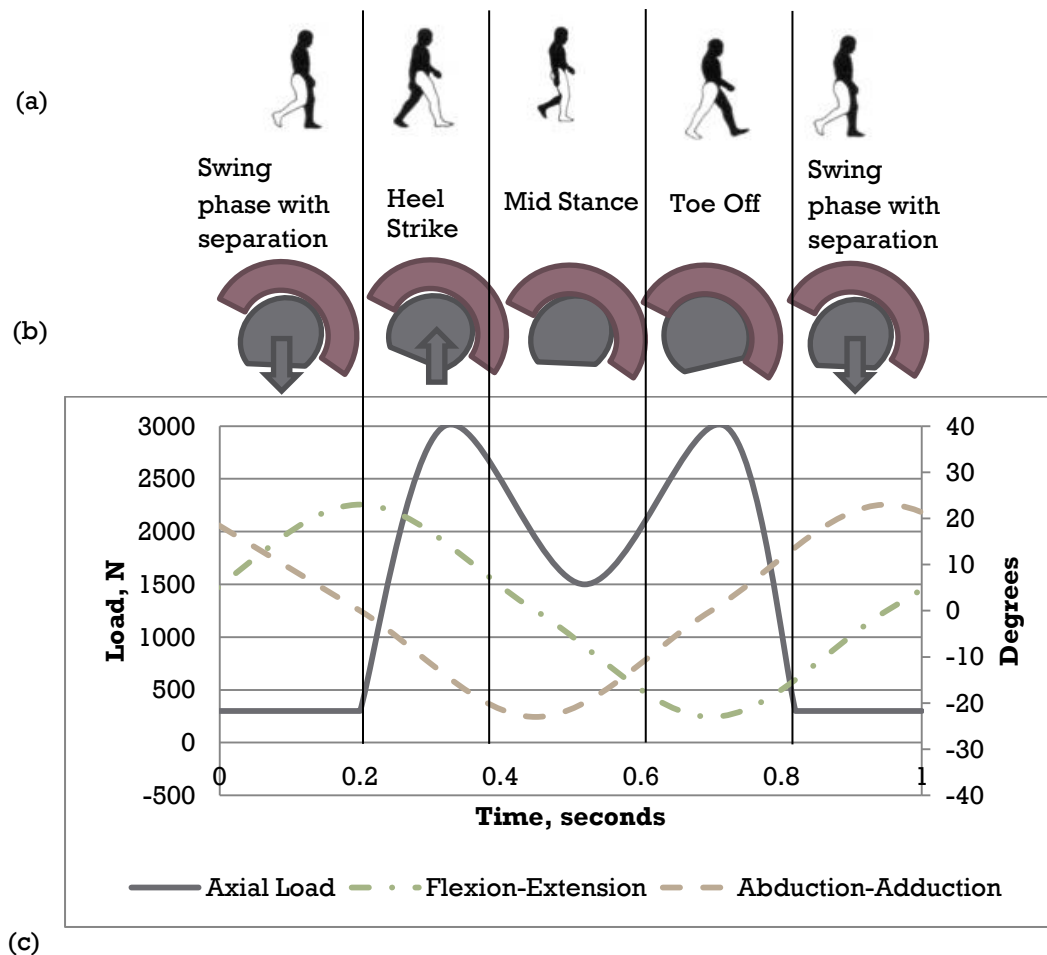 (a)
Swing
phase with
separation
Heel
Strike
Mid Stance
Toe Off
Swing
phase with
separation
(b)
3000
2500
2000
1500
1000
500
0
-500
Load, N
40
30
20
10
0
-10
-20
-30
-40
Degrees
0 0.2 0.4 0.6 0.8 1
Time, seconds
Axial Load Flexion-Extension Abduction-Adduction
(c)